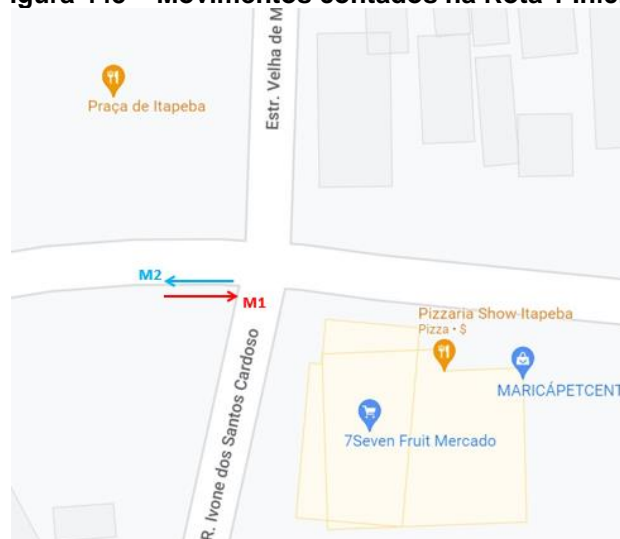 Movimentos contados na Rota 1
Estr. Velha de M
Praça de Itapeba
M2
M1
Pizzaria Show Itapeba
Pizza • $
MARICÁPETCENT
7Seven Fruit Mercado
R. Ivone dos Santos Cardoso